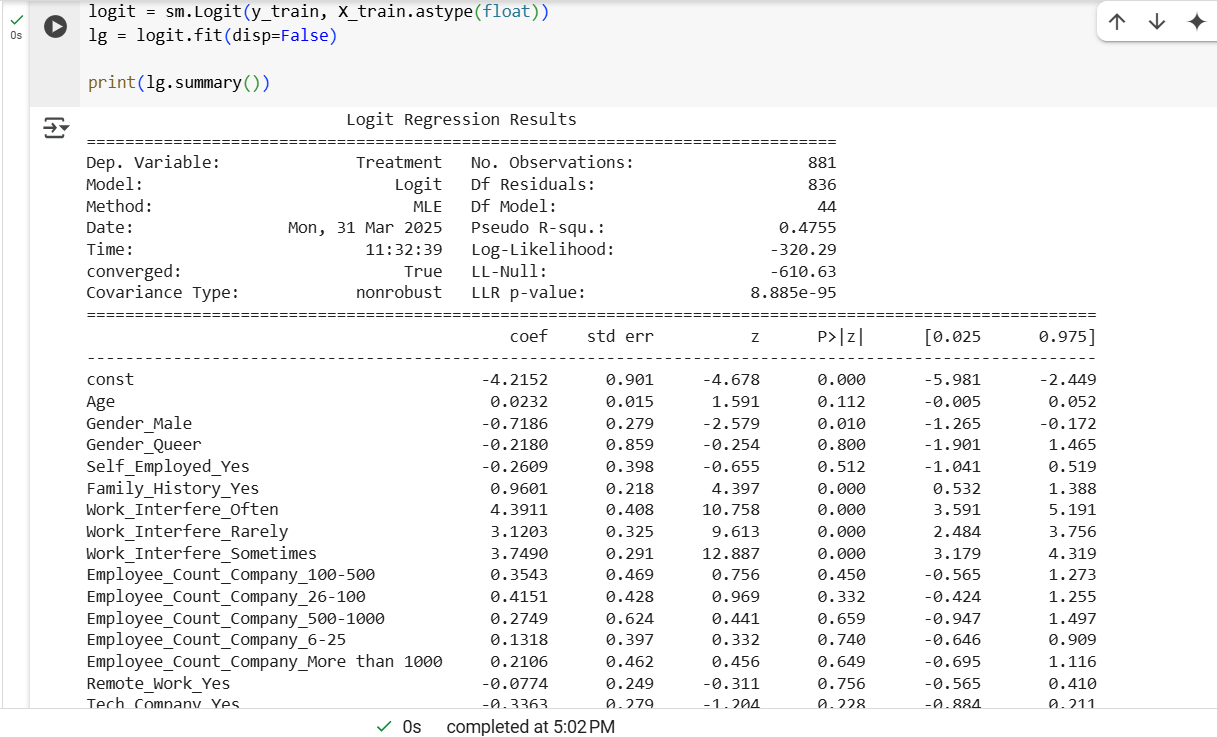 logit = sm.Logit(y_train, X_train.astype(float))
0s
lg = logit.fit(disp=False)
print(lg.summary())
Logit Regression Results
==============================================================================
Dep. Variable: Treatment No. Observations: 881
Model: Logit Df Residuals: 836
Method: MLE Df Model: 44
Date: Mon, 31 Mar 2025 Pseudo R-squ.: 0.4755
Time: 11:32:39 Log-Likelihood: -320.29
converged: True LL-Null: -610.63
Covariance Type: nonrobust LLR p-value: 8.885e-95
=========================================================================================================
coef std err z P>|z| [0.025 0.975]
---------------------------------------------------------------------------------------------------------
const -4.2152 0.901 -4.678 0.000 -5.981 -2.449
Age 0.0232 0.015 1.591 0.112 -0.005 0.052
Gender_Male -0.7186 0.279 -2.579 0.010 -1.265 -0.172
Gender_Queer -0.2180 0.859 -0.254 0.800 -1.901 1.465
Self_Employed_Yes -0.2609 0.398 -0.655 0.512 -1.041 0.519
Family_History_Yes 0.9601 0.218 4.397 0.000 0.532 1.388
Work_Interfere_Often 4.3911 0.408 10.758 0.000 3.591 5.191
Work_Interfere_Rarely 3.1203 0.325 9.613 0.000 2.484 3.756
Work_Interfere_Sometimes 3.7490 0.291 12.887 0.000 3.179 4.319
Employee_Count_Company_100-500 0.3543 0.469 0.756 0.450 -0.565 1.273
Employee_Count_Company_26-100 0.4151 0.428 0.969 0.332 -0.424 1.255
Employee_Count_Company_500-1000 0.2749 0.624 0.441 0.659 -0.947 1.497
Employee_Count_Company_6-25 0.1318 0.397 0.332 0.740 -0.646 0.909
Employee_Count_Company_More than 1000 0.2106 0.462 0.456 0.649 -0.695 1.116
Remote_Work_Yes -0.0774 0.249 -0.311 0.756 -0.565 0.410
Tech_Company_Yes -0.3363 0.279 -1.204 0.228 -0.884 0.211
0s completed at 5:02 PM